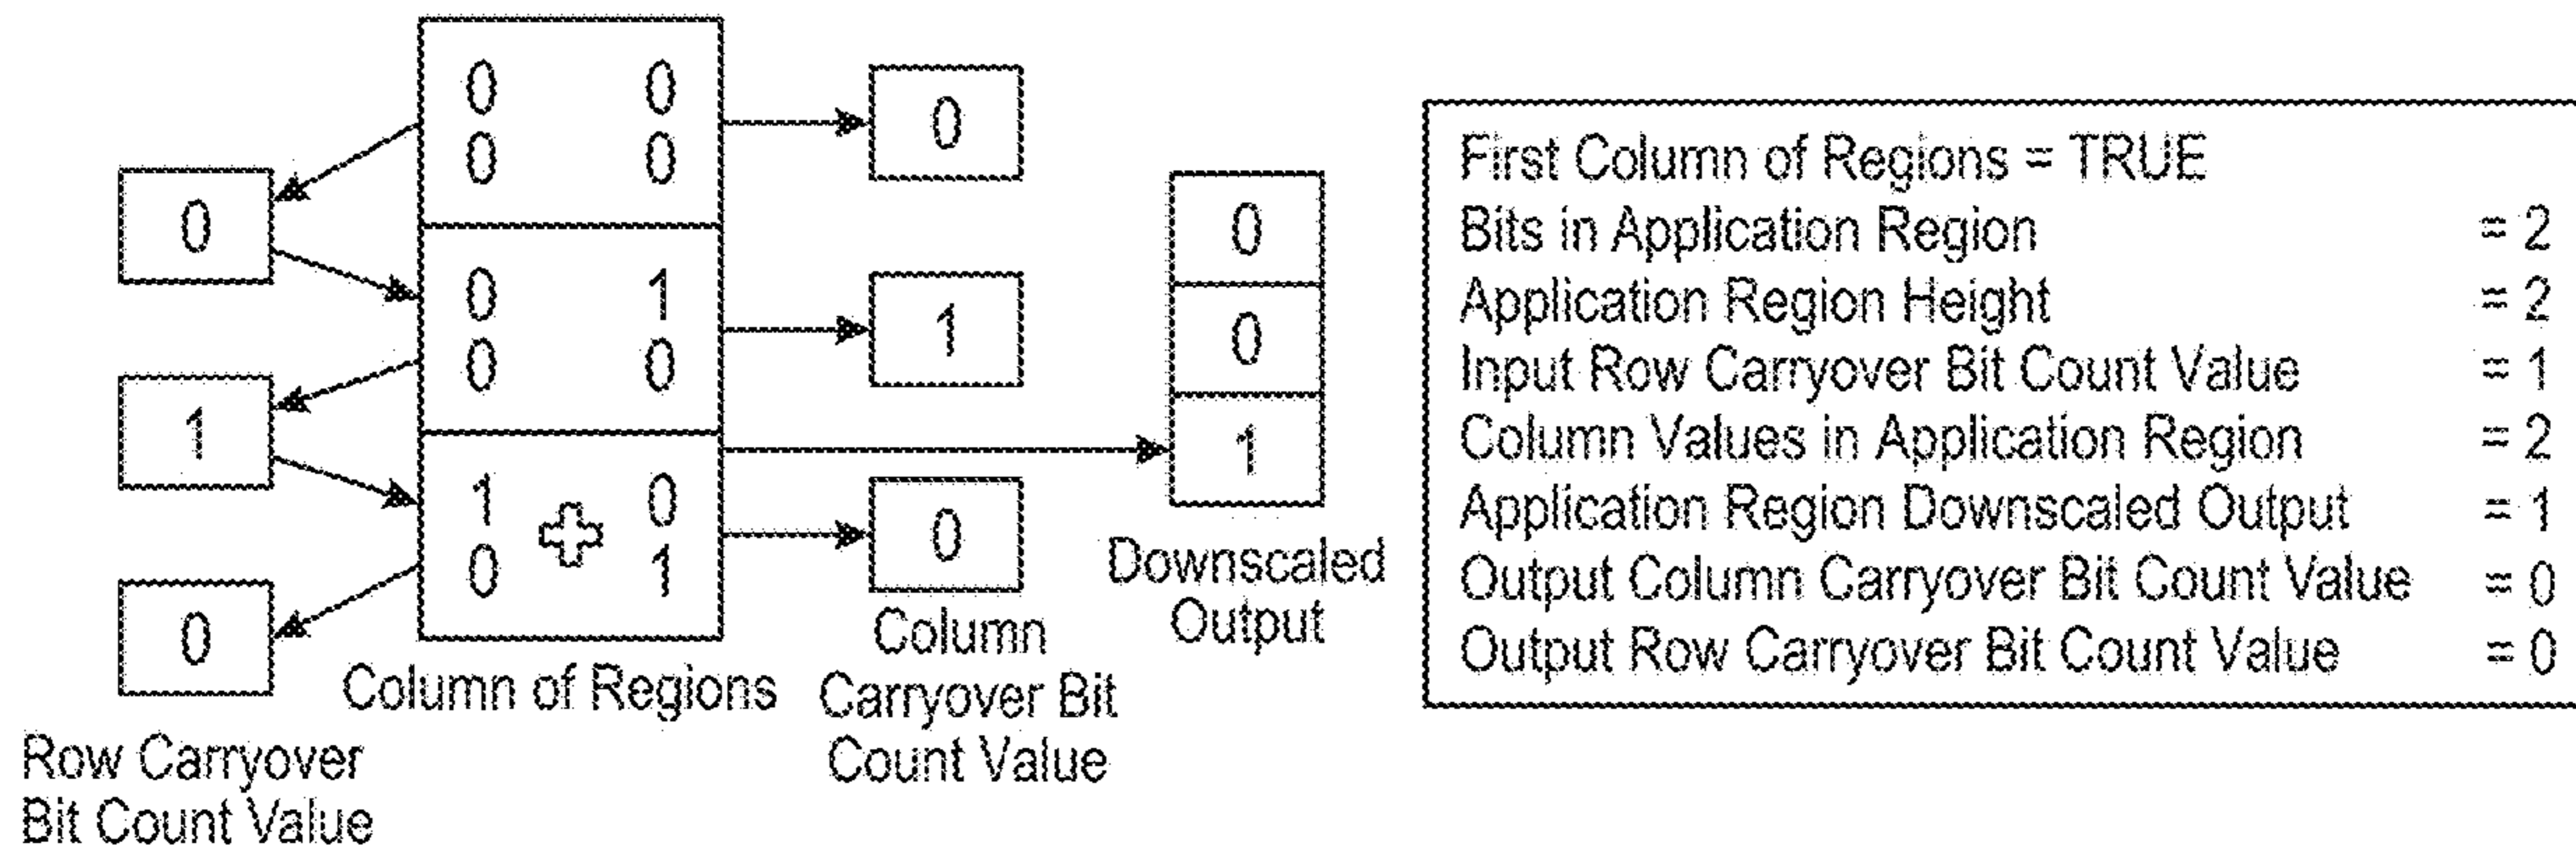 0 0
0 0
0
0
0 1
0 0
1
1 0
0 1
0
0
1
0
0
0
1
Row Carryover
Bit Count Value
Column of Regions
Column
Carryover Bit
Count Value
Downscaled
Output
First Column of Regions = TRUE
Bits in Application Region = 2
Application Region Height = 2
Input Row Carryover Bit Count Value = 1
Column Values in Application Region = 2
Application Region Downscaled Output = 1
Output Column Carryover Bit Count Value = 0
Output Row Carryover Bit Count Value = 0